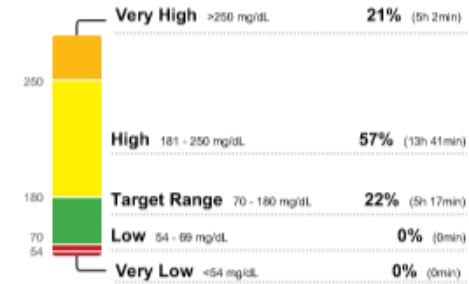 Very High >250 mg/dL 21% (5h 2min)
250
High 181 - 250 mg/dL 57% (13h 41min)
180
Target Range 70 - 180 mg/dL 22% (5h 17min)
70
Low 54 - 69 mg/dL 0% (0min)
54
Very Low <54 mg/dL 0% (0min)